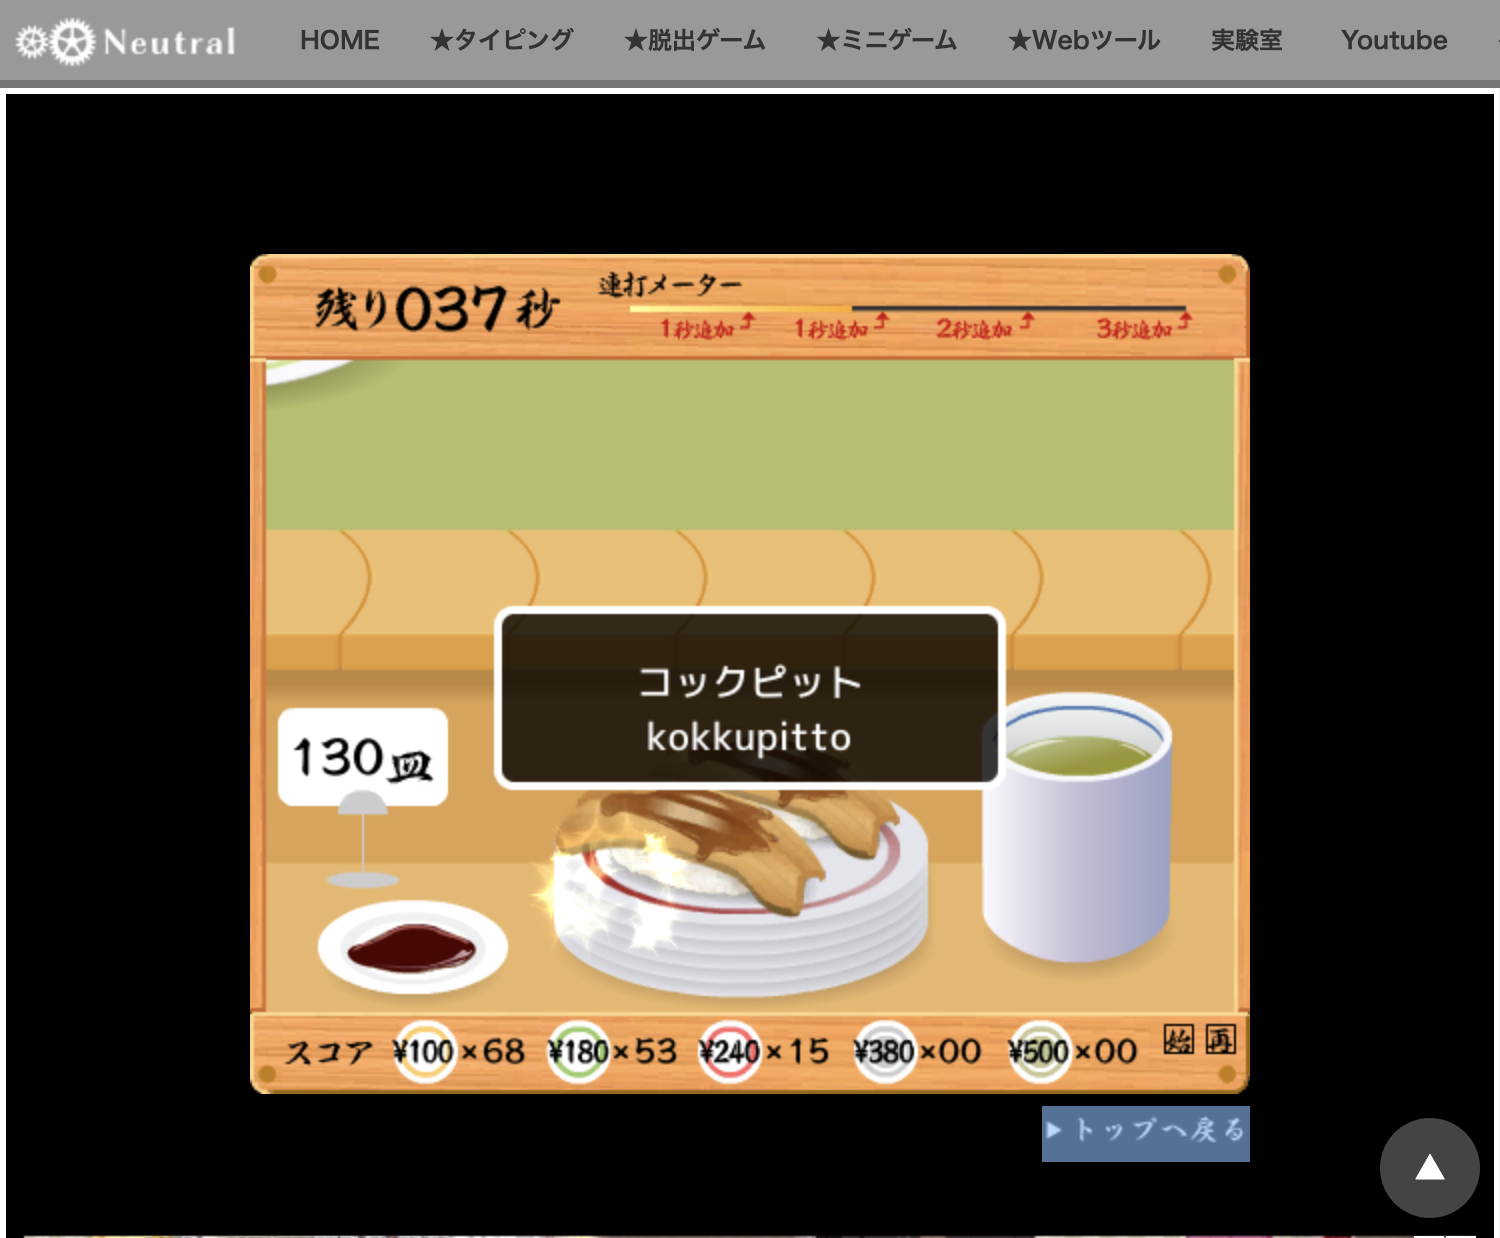 Neutral
HOME ★タイピング ★脱出ゲーム ★ミニゲーム ★Webツール 実験室 Youtube
残り037秒
連打メーター
1秒追加 1秒追加 2秒追加 3秒追加
コックピット
kokkupitto
130皿
スコア ¥100×68 ¥180×53 ¥240×15 ¥380×00 ¥500×00 始 再
▶トップへ戻る
▲